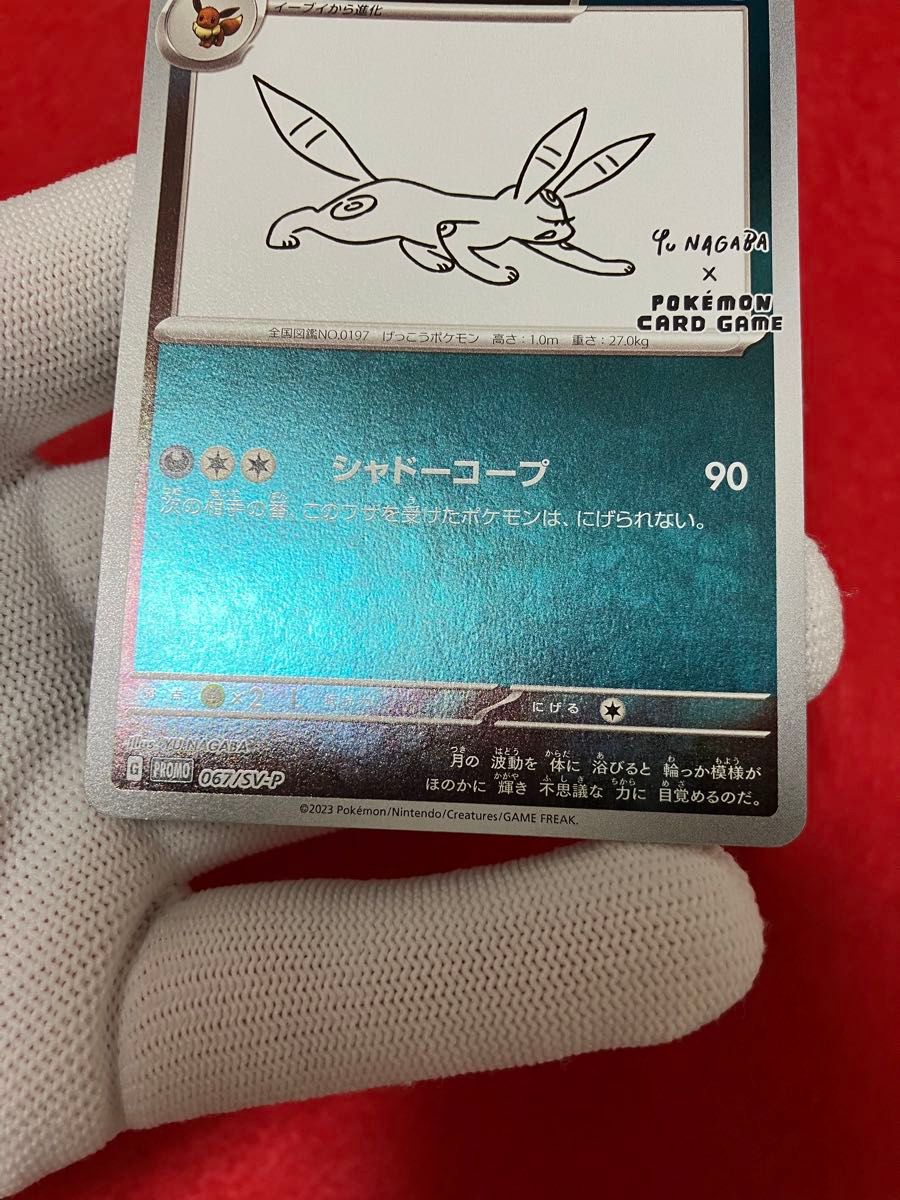 イーブイから進化
Yu NAGABA
×
POKÉMON
CARD GAME
全国図鑑NO.0197 げっこうポケモン 高さ：1.0m 重さ：27.0kg
シャドークロープ 90
次の相手の番、このワザを受けたポケモンは、にげられない。
×2
にげる
illus. YU NAGABA
G PROMO 067/SV-P
月の波動を体に浴びると輪っか模様が
ほのかに輝き不思議な力に目覚めるのだ。
©2023 Pokémon/Nintendo/Creatures/GAME FREAK.